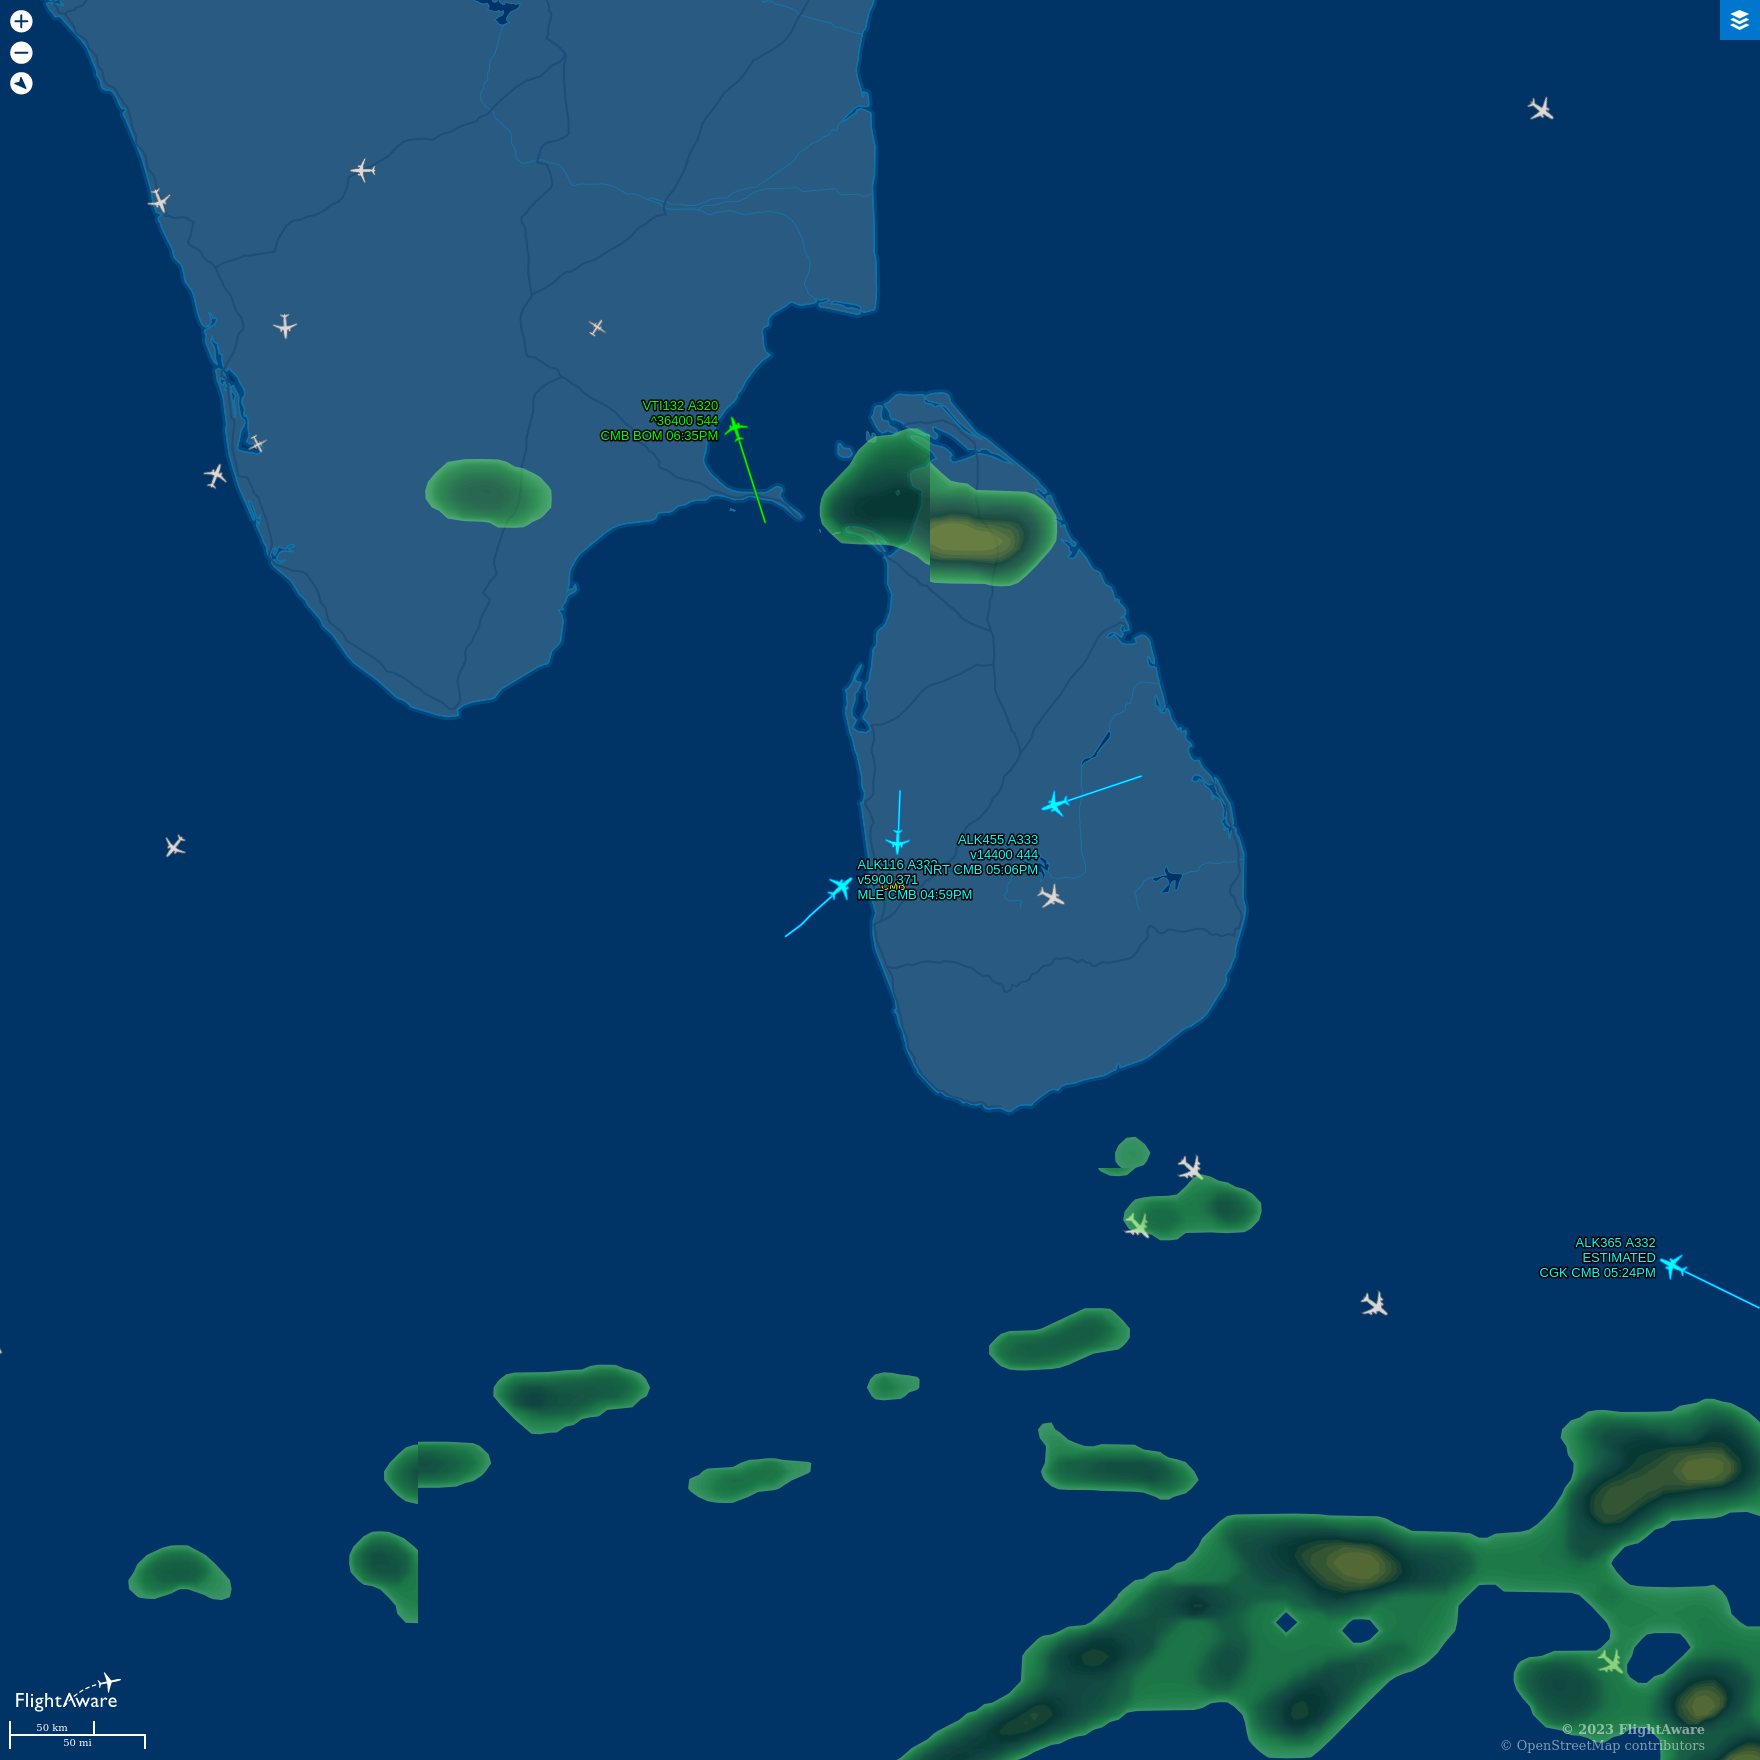 VTI132 A320
^36400 544
CMB BOM 06:35PM
ALK455 A333
v14400 444
NRT CMB 05:06PM
ALK116 A332
v5900 371
CMB
MLE CMB 04:59PM
ALK365 A332
ESTIMATED
CGK CMB 05:24PM
FlightAware
50 km
50 mi
© 2023 FlightAware
© OpenStreetMap contributors